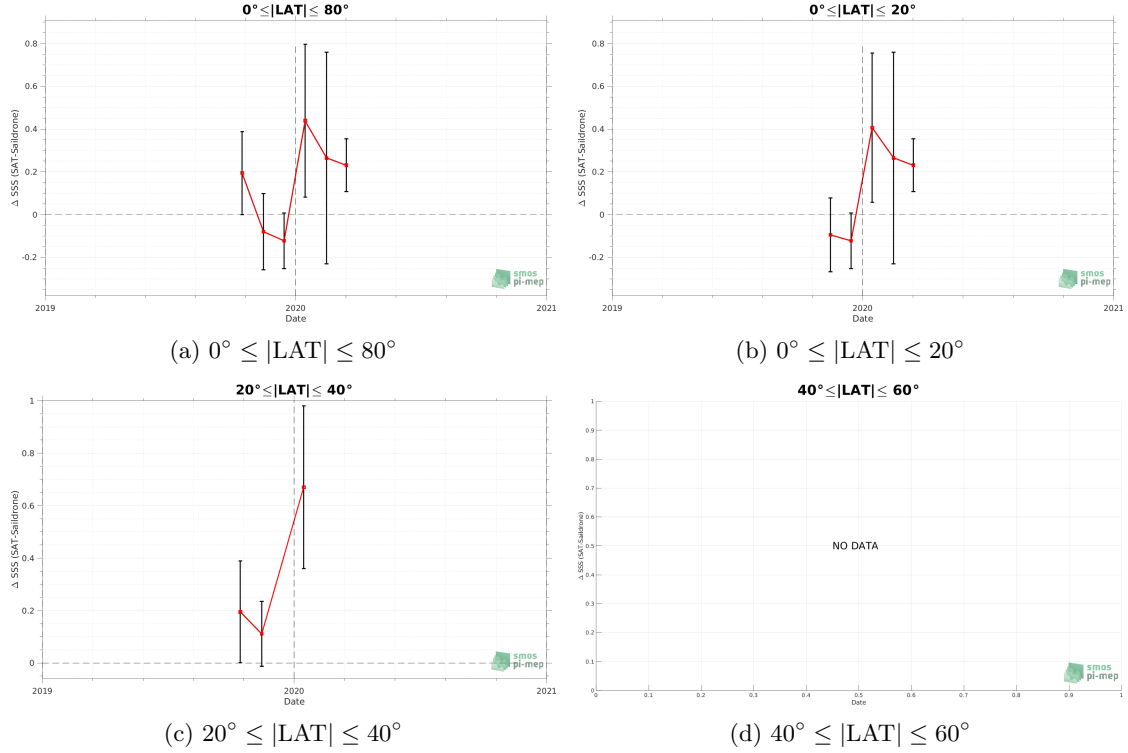 0°≤|LAT|≤ 80°
Δ SSS (SAT-Saildrone)
0.8
0.6
0.4
0.2
0
-0.2
2019
2020
2021
Date
smos
pi-mep
(a) 0° ≤ |LAT| ≤ 80°
0°≤|LAT|≤ 20°
Δ SSS (SAT-Saildrone)
0.8
0.6
0.4
0.2
0
-0.2
2019
2020
2021
Date
smos
pi-mep
(b) 0° ≤ |LAT| ≤ 20°
20°≤|LAT|≤ 40°
Δ SSS (SAT-Saildrone)
1
0.8
0.6
0.4
0.2
0
2019
2020
2021
Date
smos
pi-mep
(c) 20° ≤ |LAT| ≤ 40°
40°≤|LAT|≤ 60°
Δ SSS (SAT-Saildrone)
1
0.9
0.8
0.7
0.6
0.5
0.4
0.3
0.2
0.1
0
NO DATA
0 0.1 0.2 0.3 0.4 0.5 0.6 0.7 0.8 0.9 1
Date
smos
pi-mep
(d) 40° ≤ |LAT| ≤ 60°